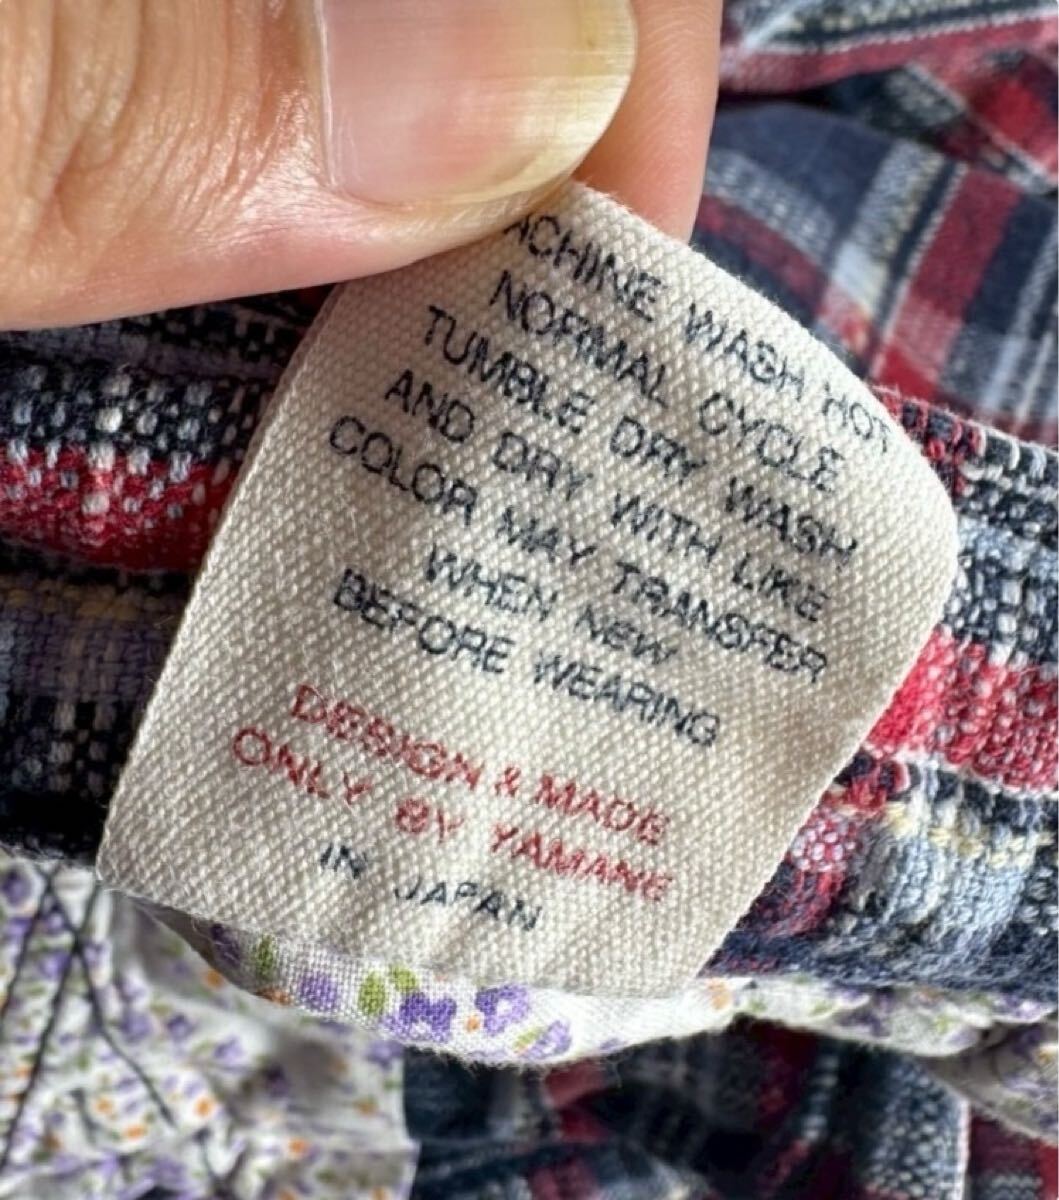 ACHINE WASH HOT
NORMAL CYCLE
TUMBLE DRY WASH
AND DRY WITH LIKE
COLOR MAY TRANSFER
WHEN NEW
BEFORE WEARING
DESIGN & MADE
ONLY BY YAMANE
IN JAPAN